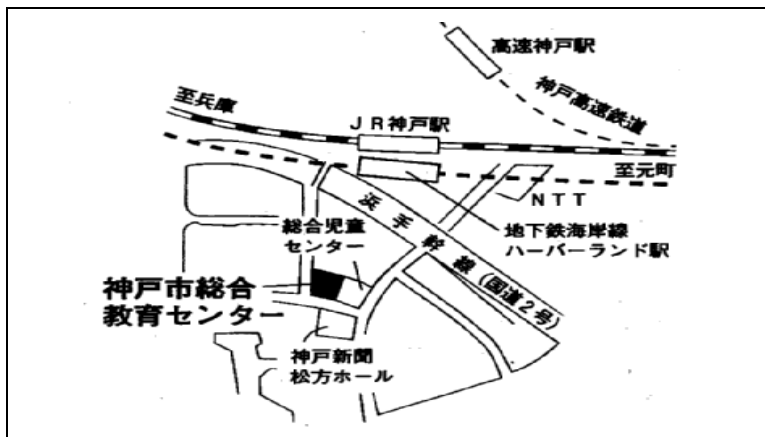 高速神戸駅
神戸高速鉄道
至兵庫
JR神戸駅
至元町
NTT
浜手幹線(国道2号)
地下鉄海岸線
ハーバーランド駅
総合児童
センター
神戸市総合
教育センター
神戸新聞
松方ホール